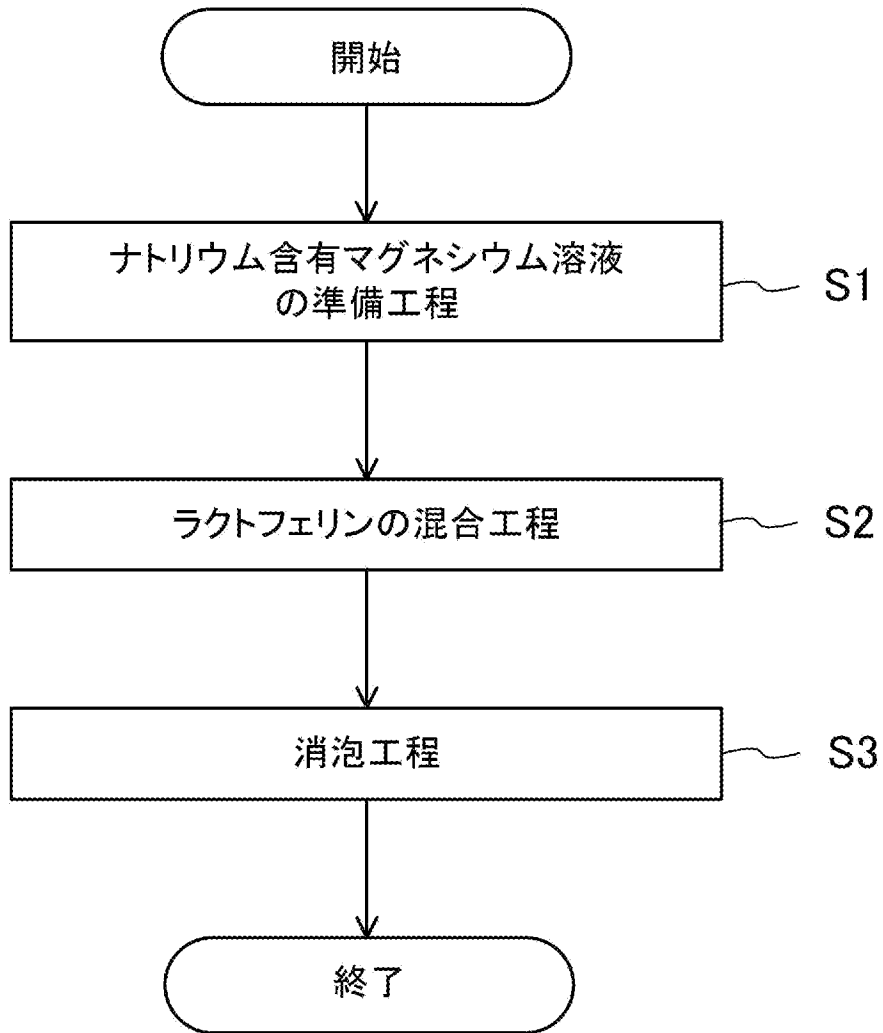 開始
ナトリウム含有マグネシウム溶液
の準備工程
S1
ラクトフェリンの混合工程
S2
消泡工程
S3
終了